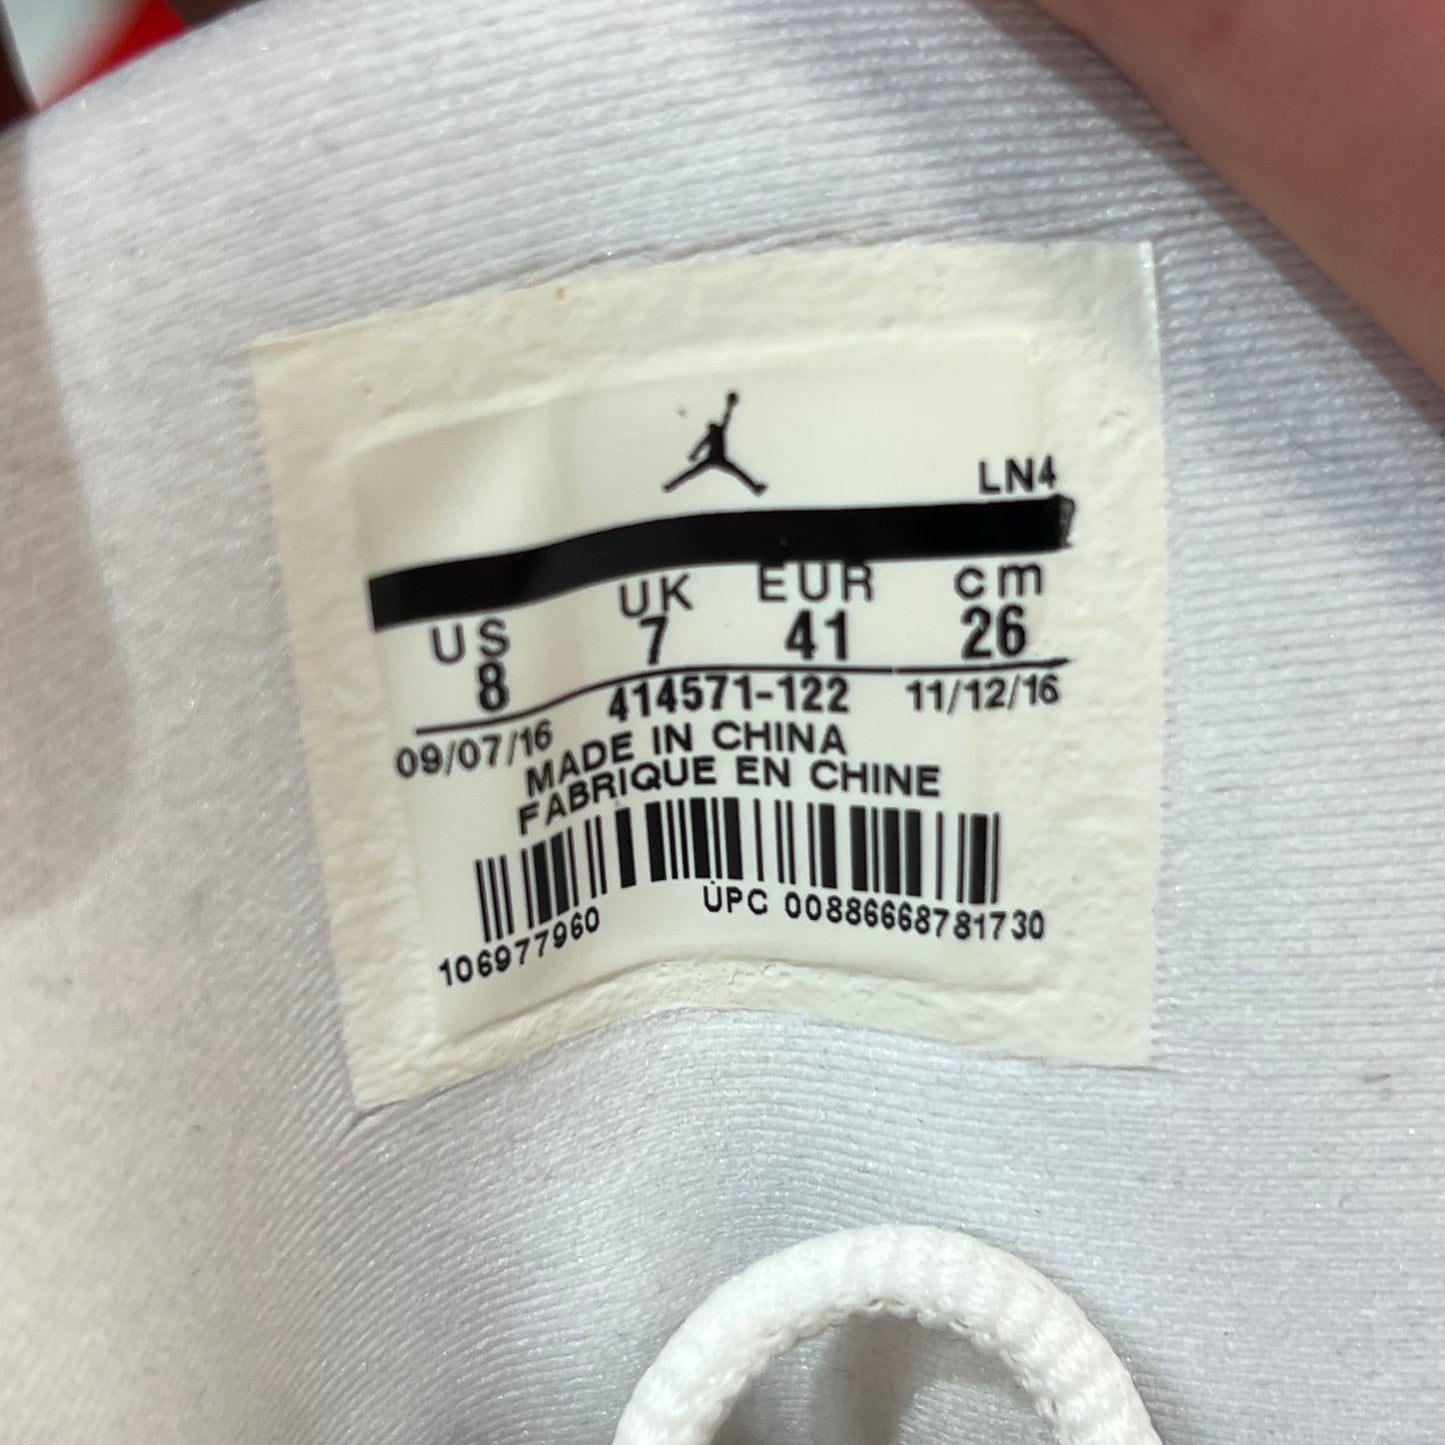 LN4
US UK EUR cm
8 7 41 26
09/07/16 414571-122 11/12/16
MADE IN CHINA
FABRIQUE EN CHINE
106977960 UPC 00886668781730